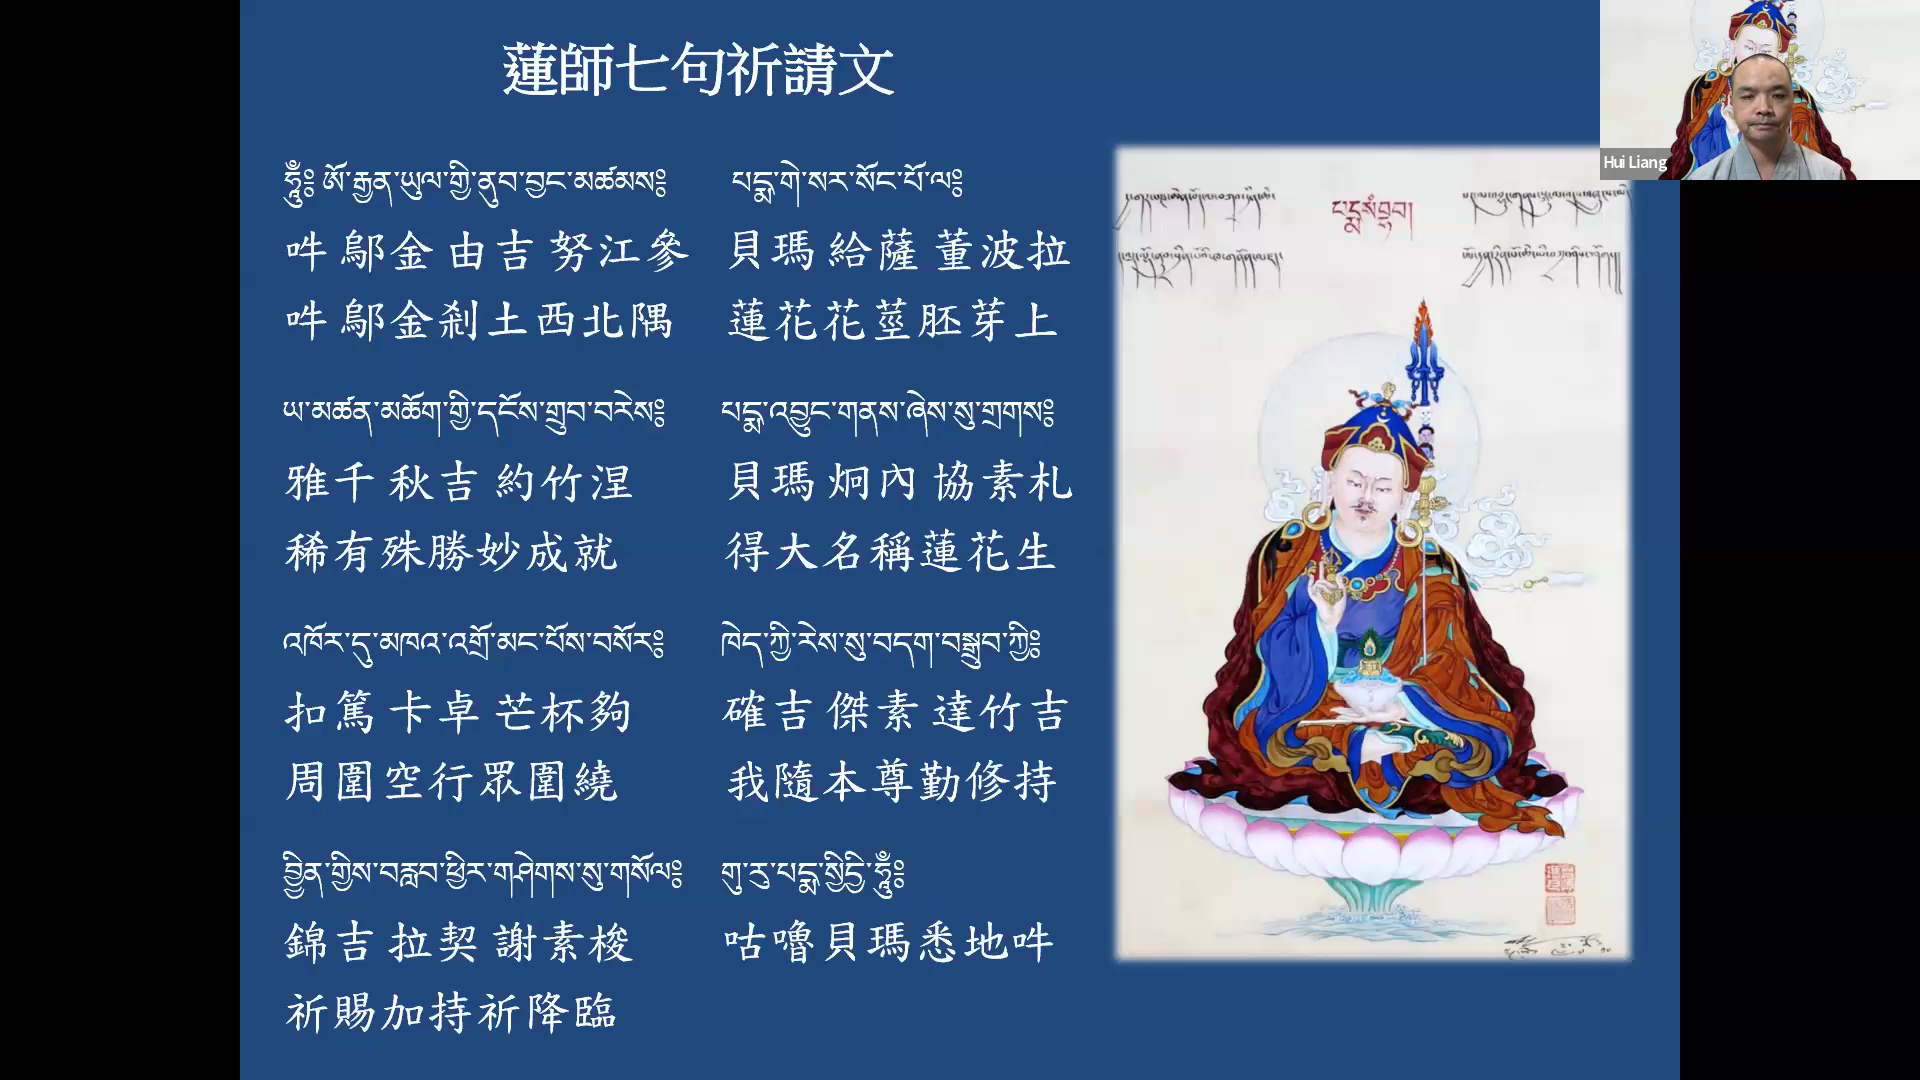 蓮師七句祈請文
Hui Liang
ཧཱུྃ༔ ཨོ་རྒྱན་ཡུལ་གྱི་ནུབ་བྱང་མཚམས༔
པདྨ་གེ་སར་སོང་པོ་ལ༔
吽 鄔金 由吉 努江參
貝瑪 給薩 董波拉
吽 鄔金剎土西北隅
蓮花花莖胚芽上
ཡ་མཚན་མཆོག་གྱི་དངོས་གྲུབ་བརེས༔
པདྨ་འབྱུང་གནས་ཞེས་སུ་གྲགས༔
雅千 秋吉 約竹涅
貝瑪 炯內 協素札
稀有殊勝妙成就
得大名稱蓮花生
འཁོར་དུ་མཁའ་འགྲོ་མང་པོས་བསོར༔
ཁེད་ཀྱི་རེས་སུ་བདག་བསྒྲུབ་ཀྱི༔
扣篤 卡卓 芒杯夠
確吉 傑素 達竹吉
周圍空行眾圍繞
我隨本尊勤修持
བྱིན་གྱིས་བརླབ་ཕྱིར་གཤེགས་སུ་གསོལ༔
གུ་རུ་པདྨ་སིདྡྷི་ཧཱུྃ༔
錦吉 拉契 謝素梭
咕嚕貝瑪悉地吽
祈賜加持祈降臨